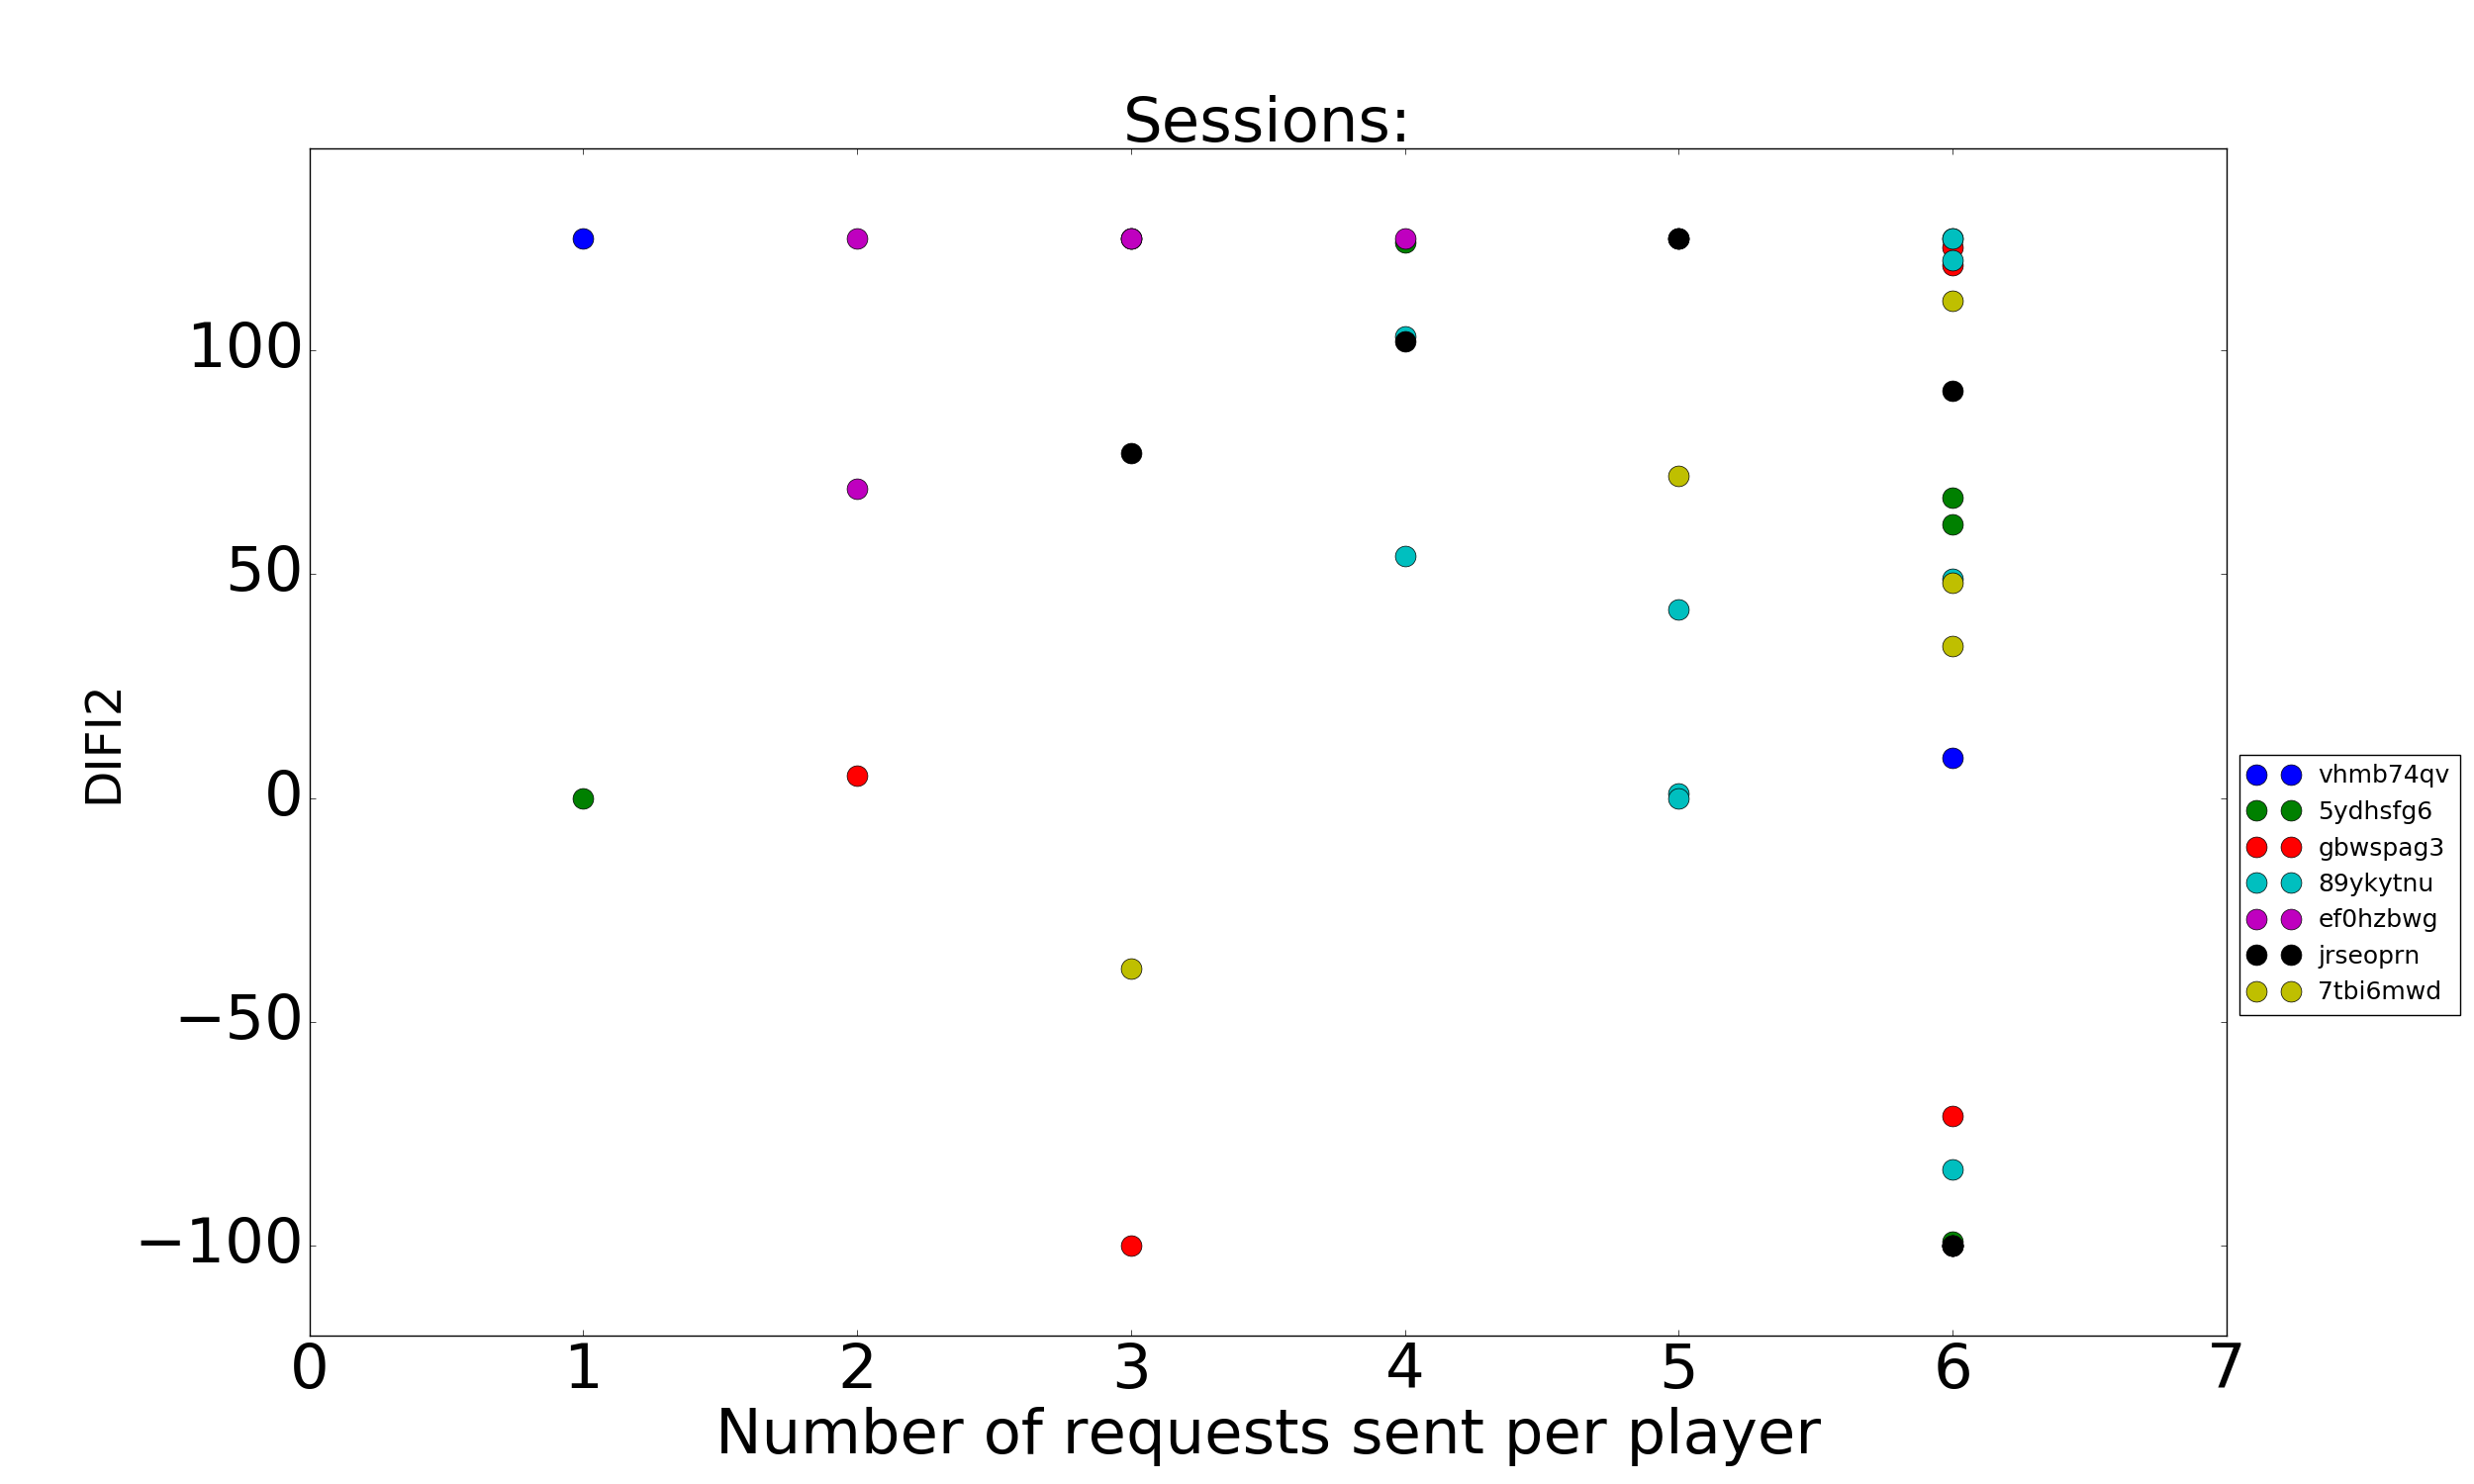 Sessions:
100
50
0
−50
−100
DIFI2
0 1 2 3 4 5 6 7
Number of requests sent per player
vhmb74qv
5ydhsfg6
gbwspag3
89ykytnu
ef0hzbwg
jrseoprn
7tbi6mwd